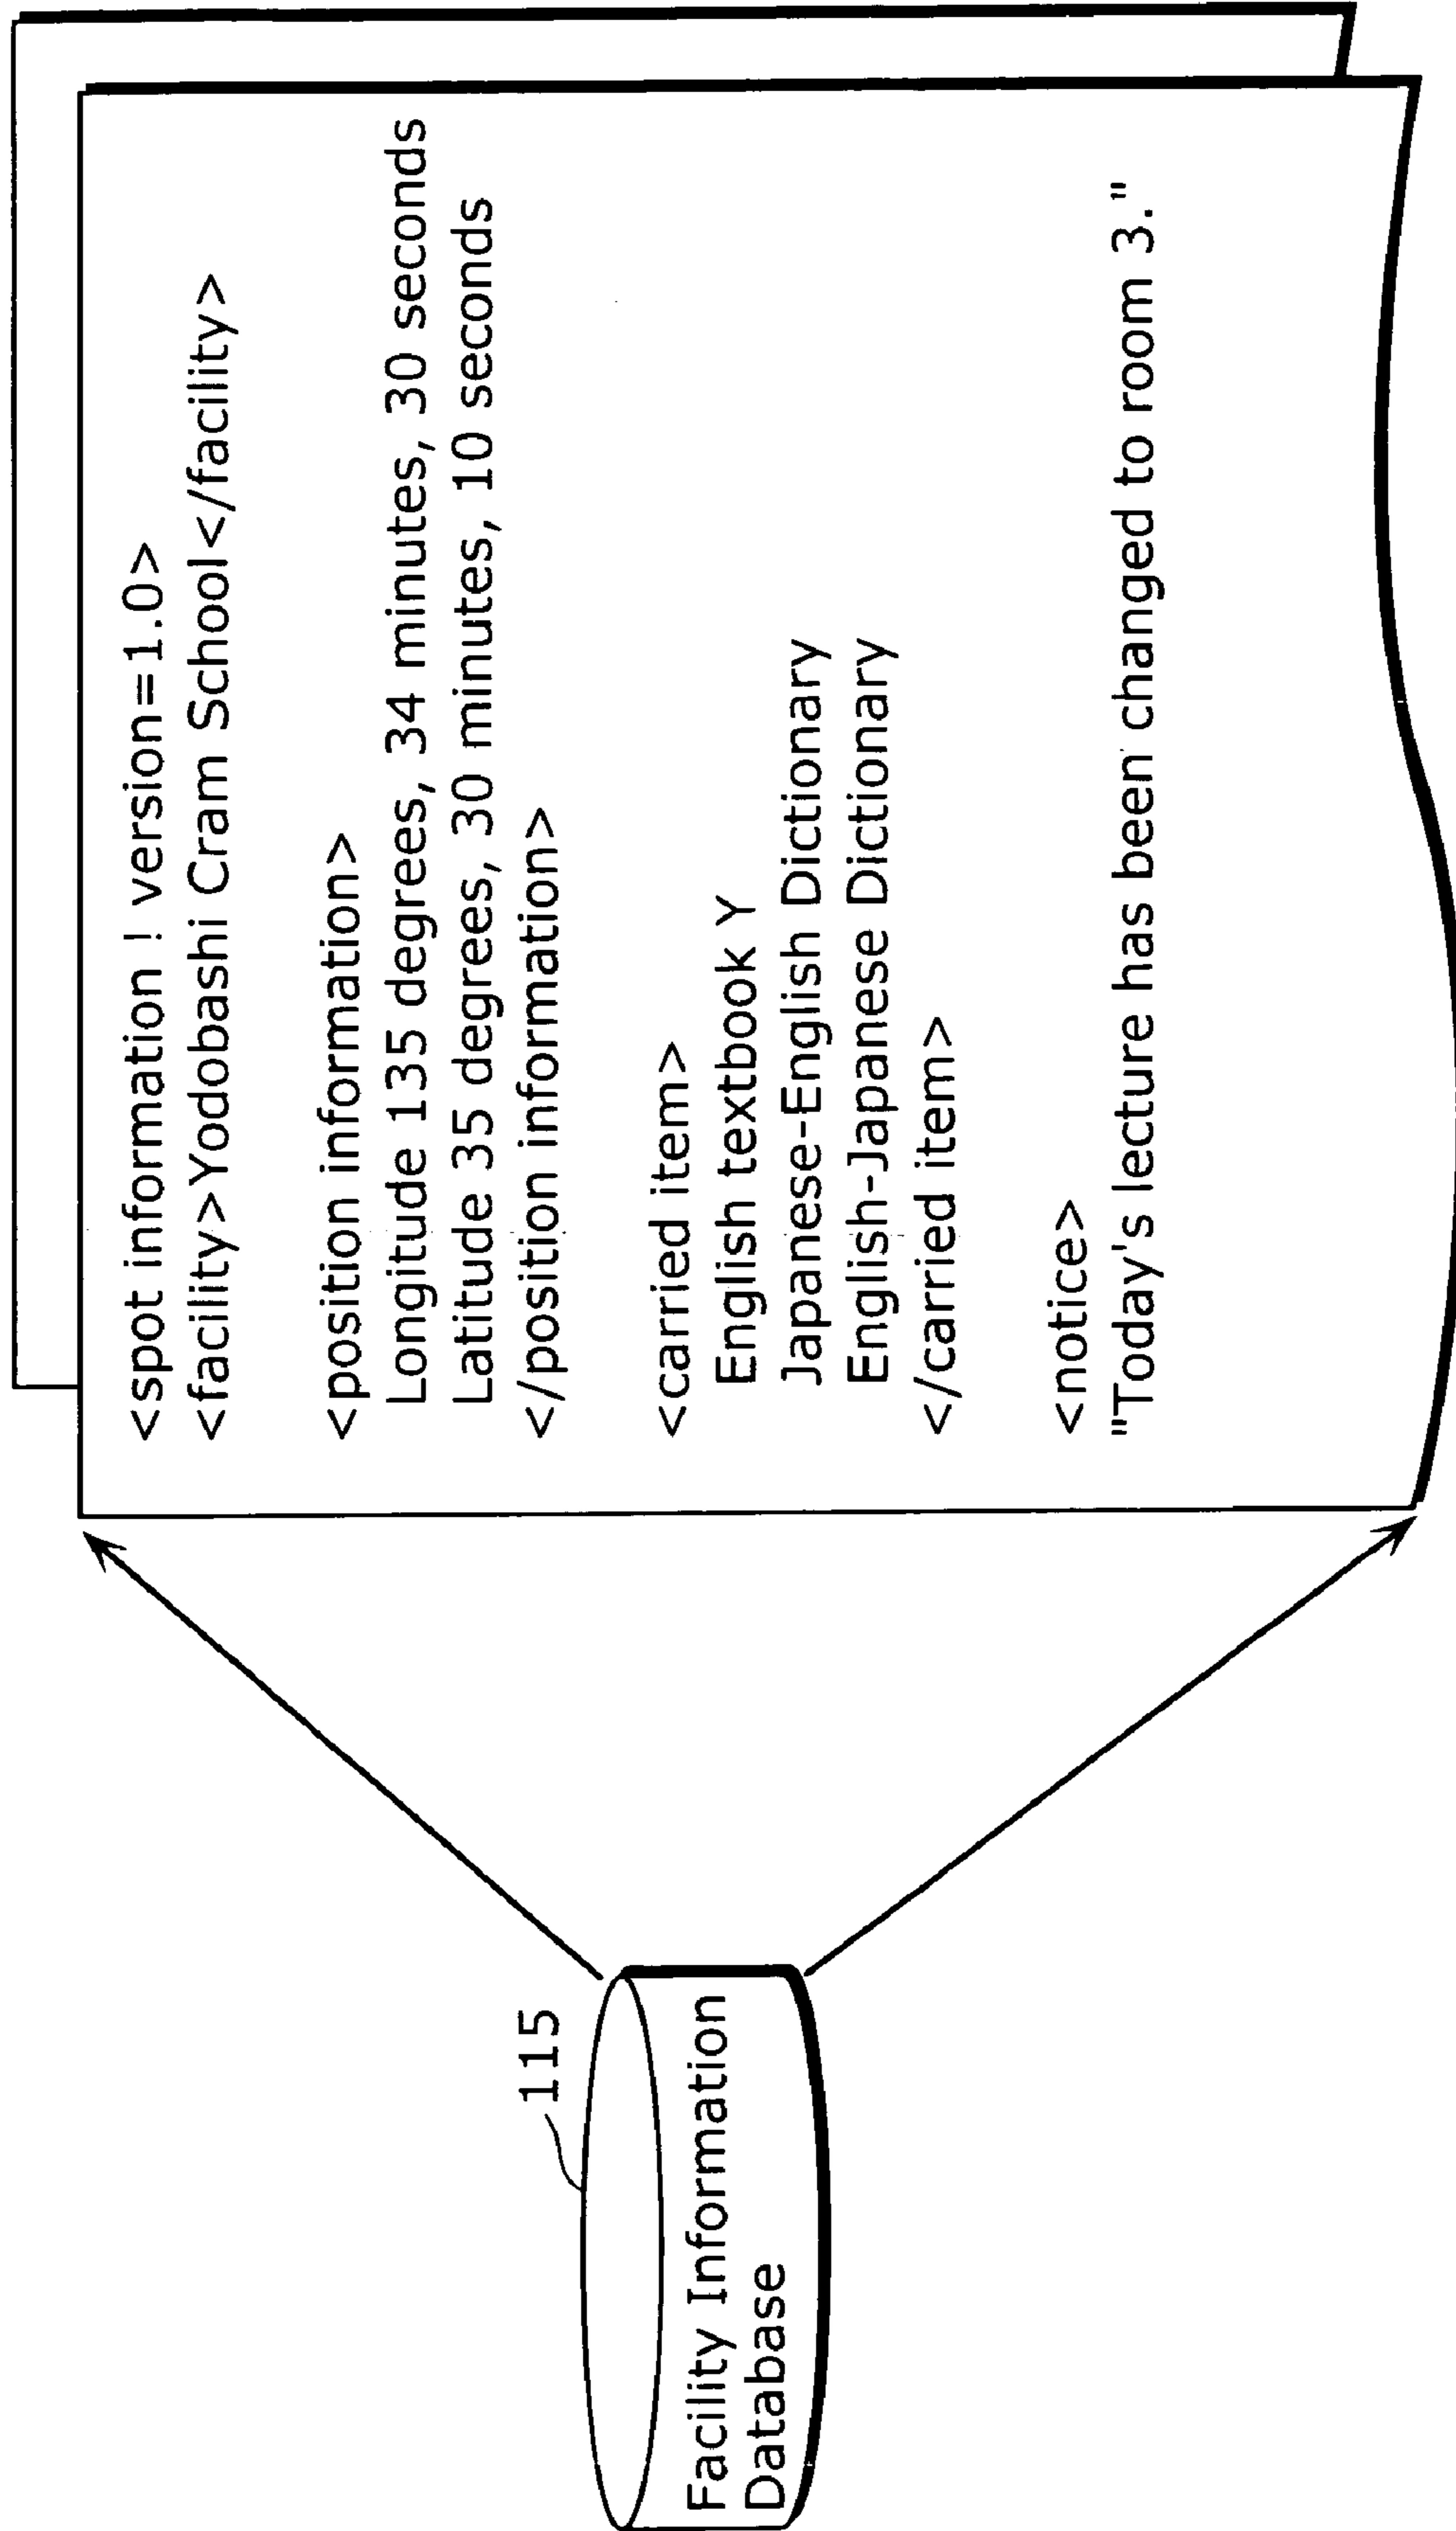 115
Facility Information
Database
<spot information ! version=1.0>
<facility>Yodobashi Cram School</facility>
<position information>
Longitude 135 degrees, 34 minutes, 30 seconds
Latitude 35 degrees, 30 minutes, 10 seconds
</position information>
<carried item>
English textbook Y
Japanese-English Dictionary
English-Japanese Dictionary
</carried item>
<notice>
"Today's lecture has been changed to room 3."